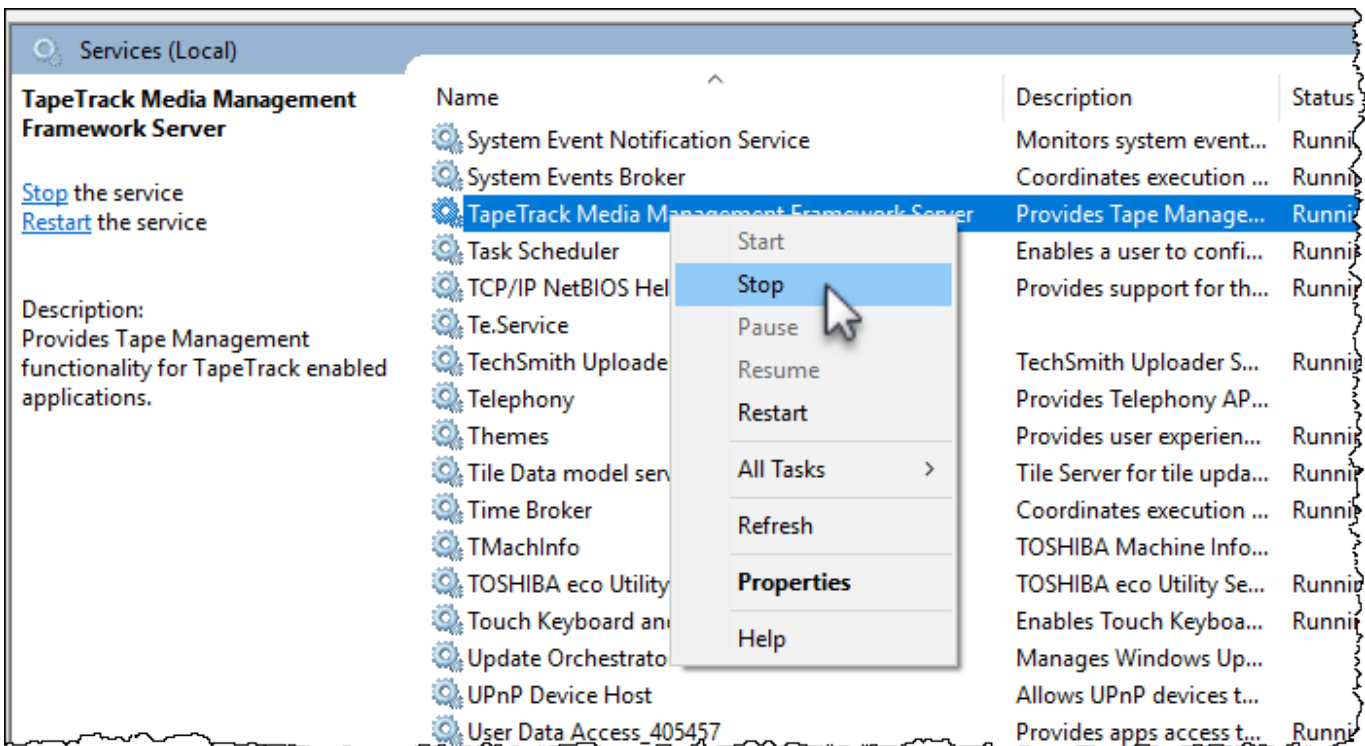 Services (Local)
TapeTrack Media Management
Framework Server
Stop the service
Restart the service
Description:
Provides Tape Management
functionality for TapeTrack enabled
applications.
Name Description Status
System Event Notification Service Monitors system event...
System Events Broker Coordinates execution ...
TapeTrack Media Management Framework Server Provides Tape Manage...
Task Scheduler Enables a user to confi...
TCP/IP NetBIOS Hel Provides support for th...
Te.Service
TechSmith Uploade TechSmith Uploader S...
Telephony Provides Telephony AP...
Themes Provides user experien...
Tile Data model serv Tile Server for tile upda...
Time Broker Coordinates execution ...
TMachInfo TOSHIBA Machine Info...
TOSHIBA eco Utility TOSHIBA eco Utility Se...
Touch Keyboard and Enables Touch Keyboa...
Update Orchestrato Manages Windows Up...
UPnP Device Host Allows UPnP devices t...
User Data Access_405457 Provides apps access t...
Start
Stop
Pause
Resume
Restart
All Tasks
Refresh
Properties
Help